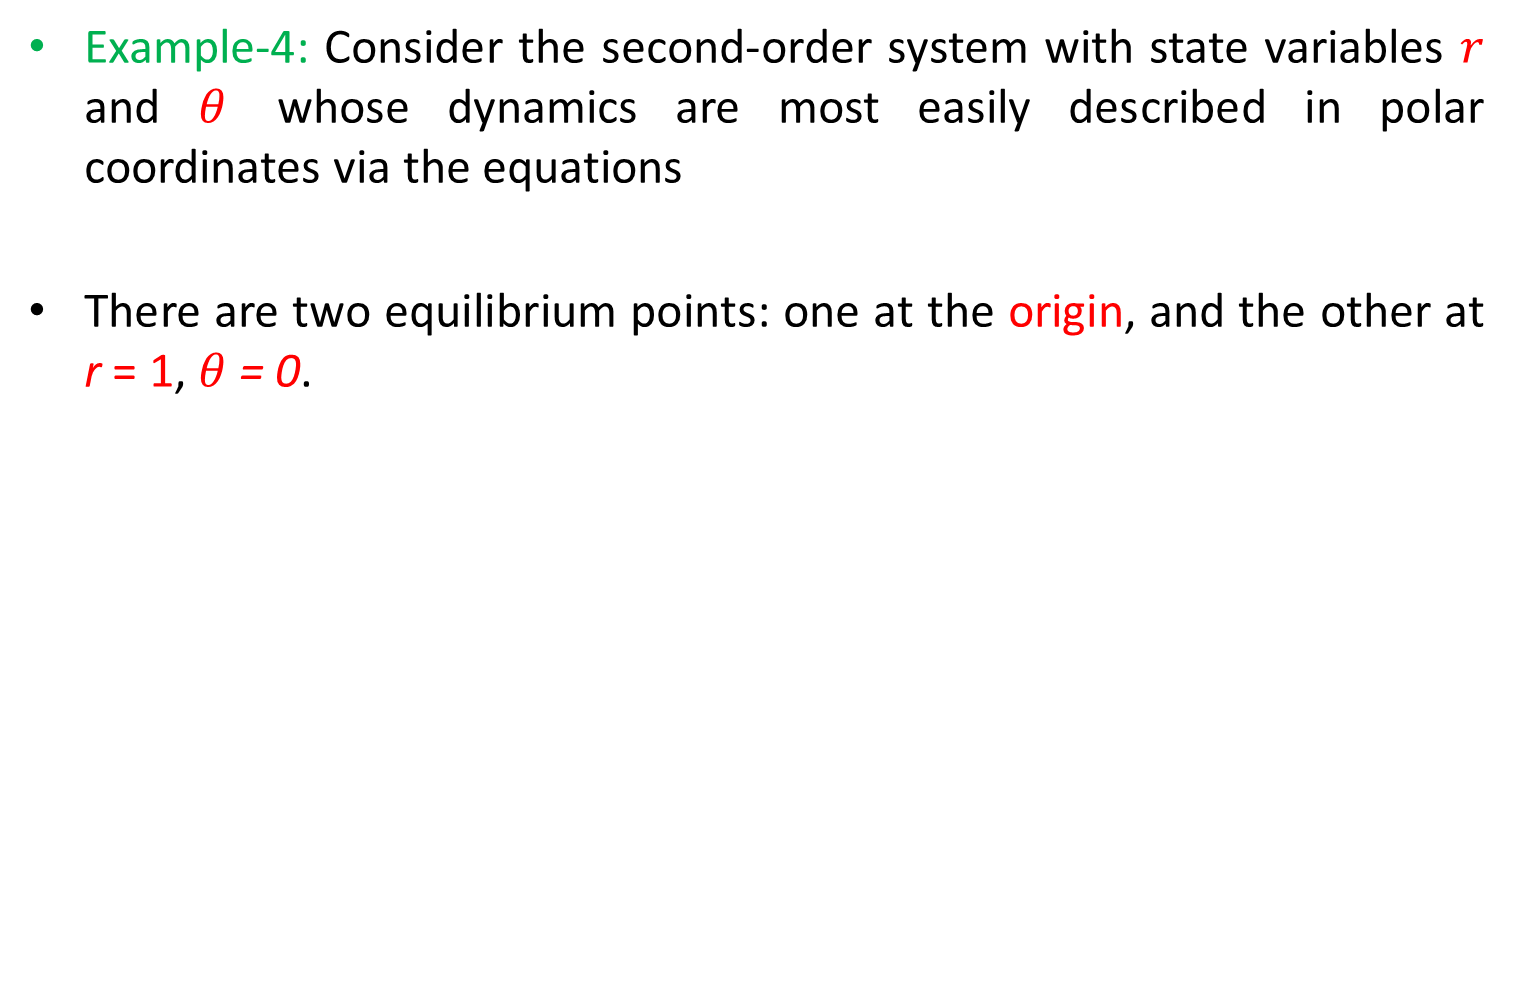 • Example-4: Consider the second-order system with state variables r
and θ whose dynamics are most easily described in polar
coordinates via the equations
• There are two equilibrium points: one at the origin, and the other at
r = 1, θ = 0.